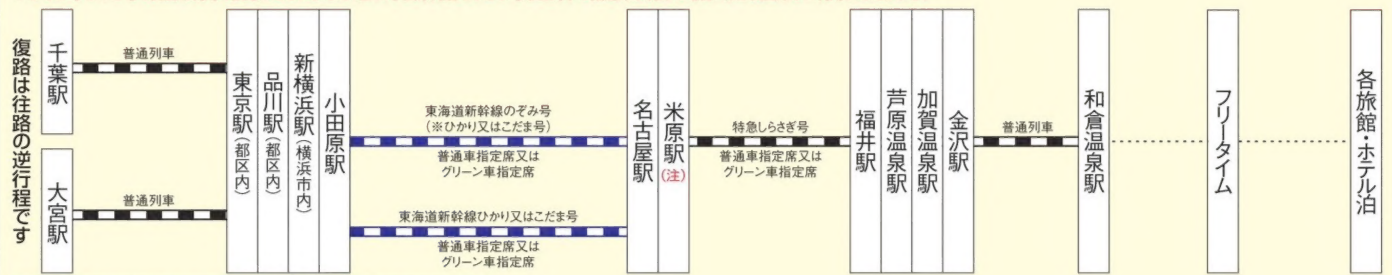 復路は往路の逆行程です
千葉駅
大宮駅
普通列車
普通列車
東京駅(都区内)
品川駅(都区内)
新横浜駅(横浜市内)
小田原駅
東海道新幹線のぞみ号
(※ひかり又はこだま号)
普通車指定席又は
グリーン車指定席
東海道新幹線ひかり又はこだま号
普通車指定席又は
グリーン車指定席
名古屋駅
米原駅(注)
特急しらさぎ号
普通車指定席又は
グリーン車指定席
福井駅
芦原温泉駅
加賀温泉駅
金沢駅
普通列車
和倉温泉駅
フリータイム
各旅館・ホテル泊